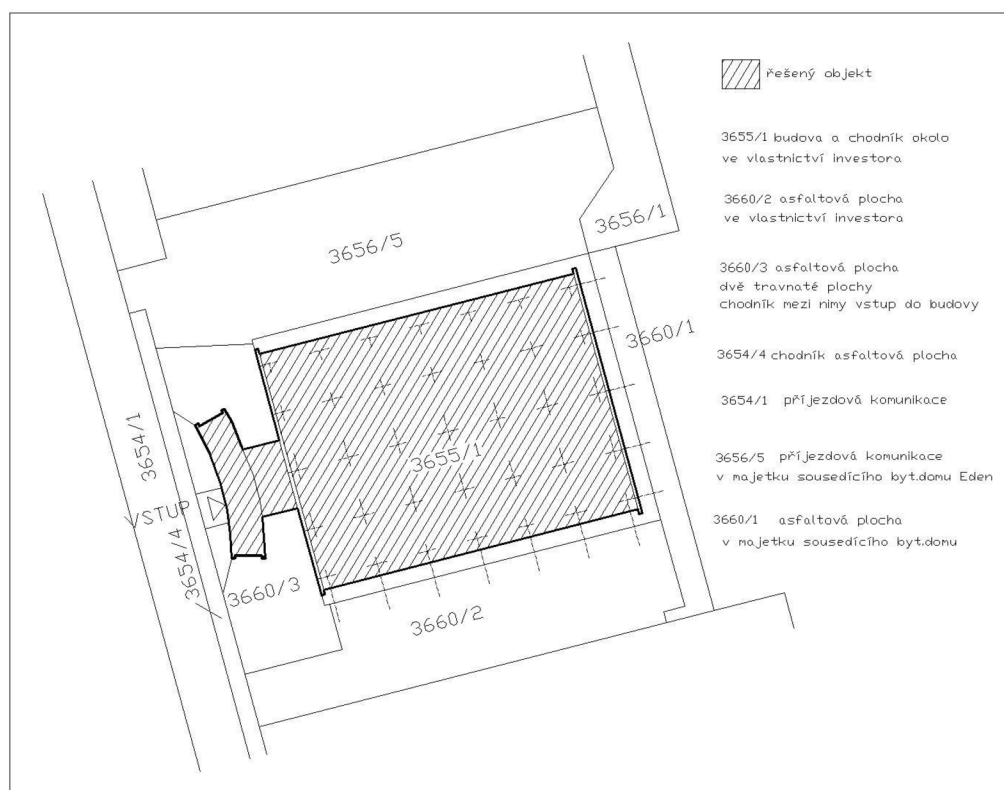 řešený objekt
3655/1 budova a chodník okolo
ve vlastnictví investora
3660/2 asfaltová plocha
ve vlastnictví investora
3660/3 asfaltová plocha
dvě travnaté plochy
chodník mezi nimy vstup do budovy
3654/4 chodník asfaltová plocha
3654/1 příjezdová komunikace
3656/5 příjezdová komunikace
v majetku sousedícího byt.domu Eden
3660/1 asfaltová plocha
v majetku sousedícího byt.domu
3656/5
3656/1
3660/1
3654/1
3655/1
VSTUP
3654/4
3660/3
3660/2